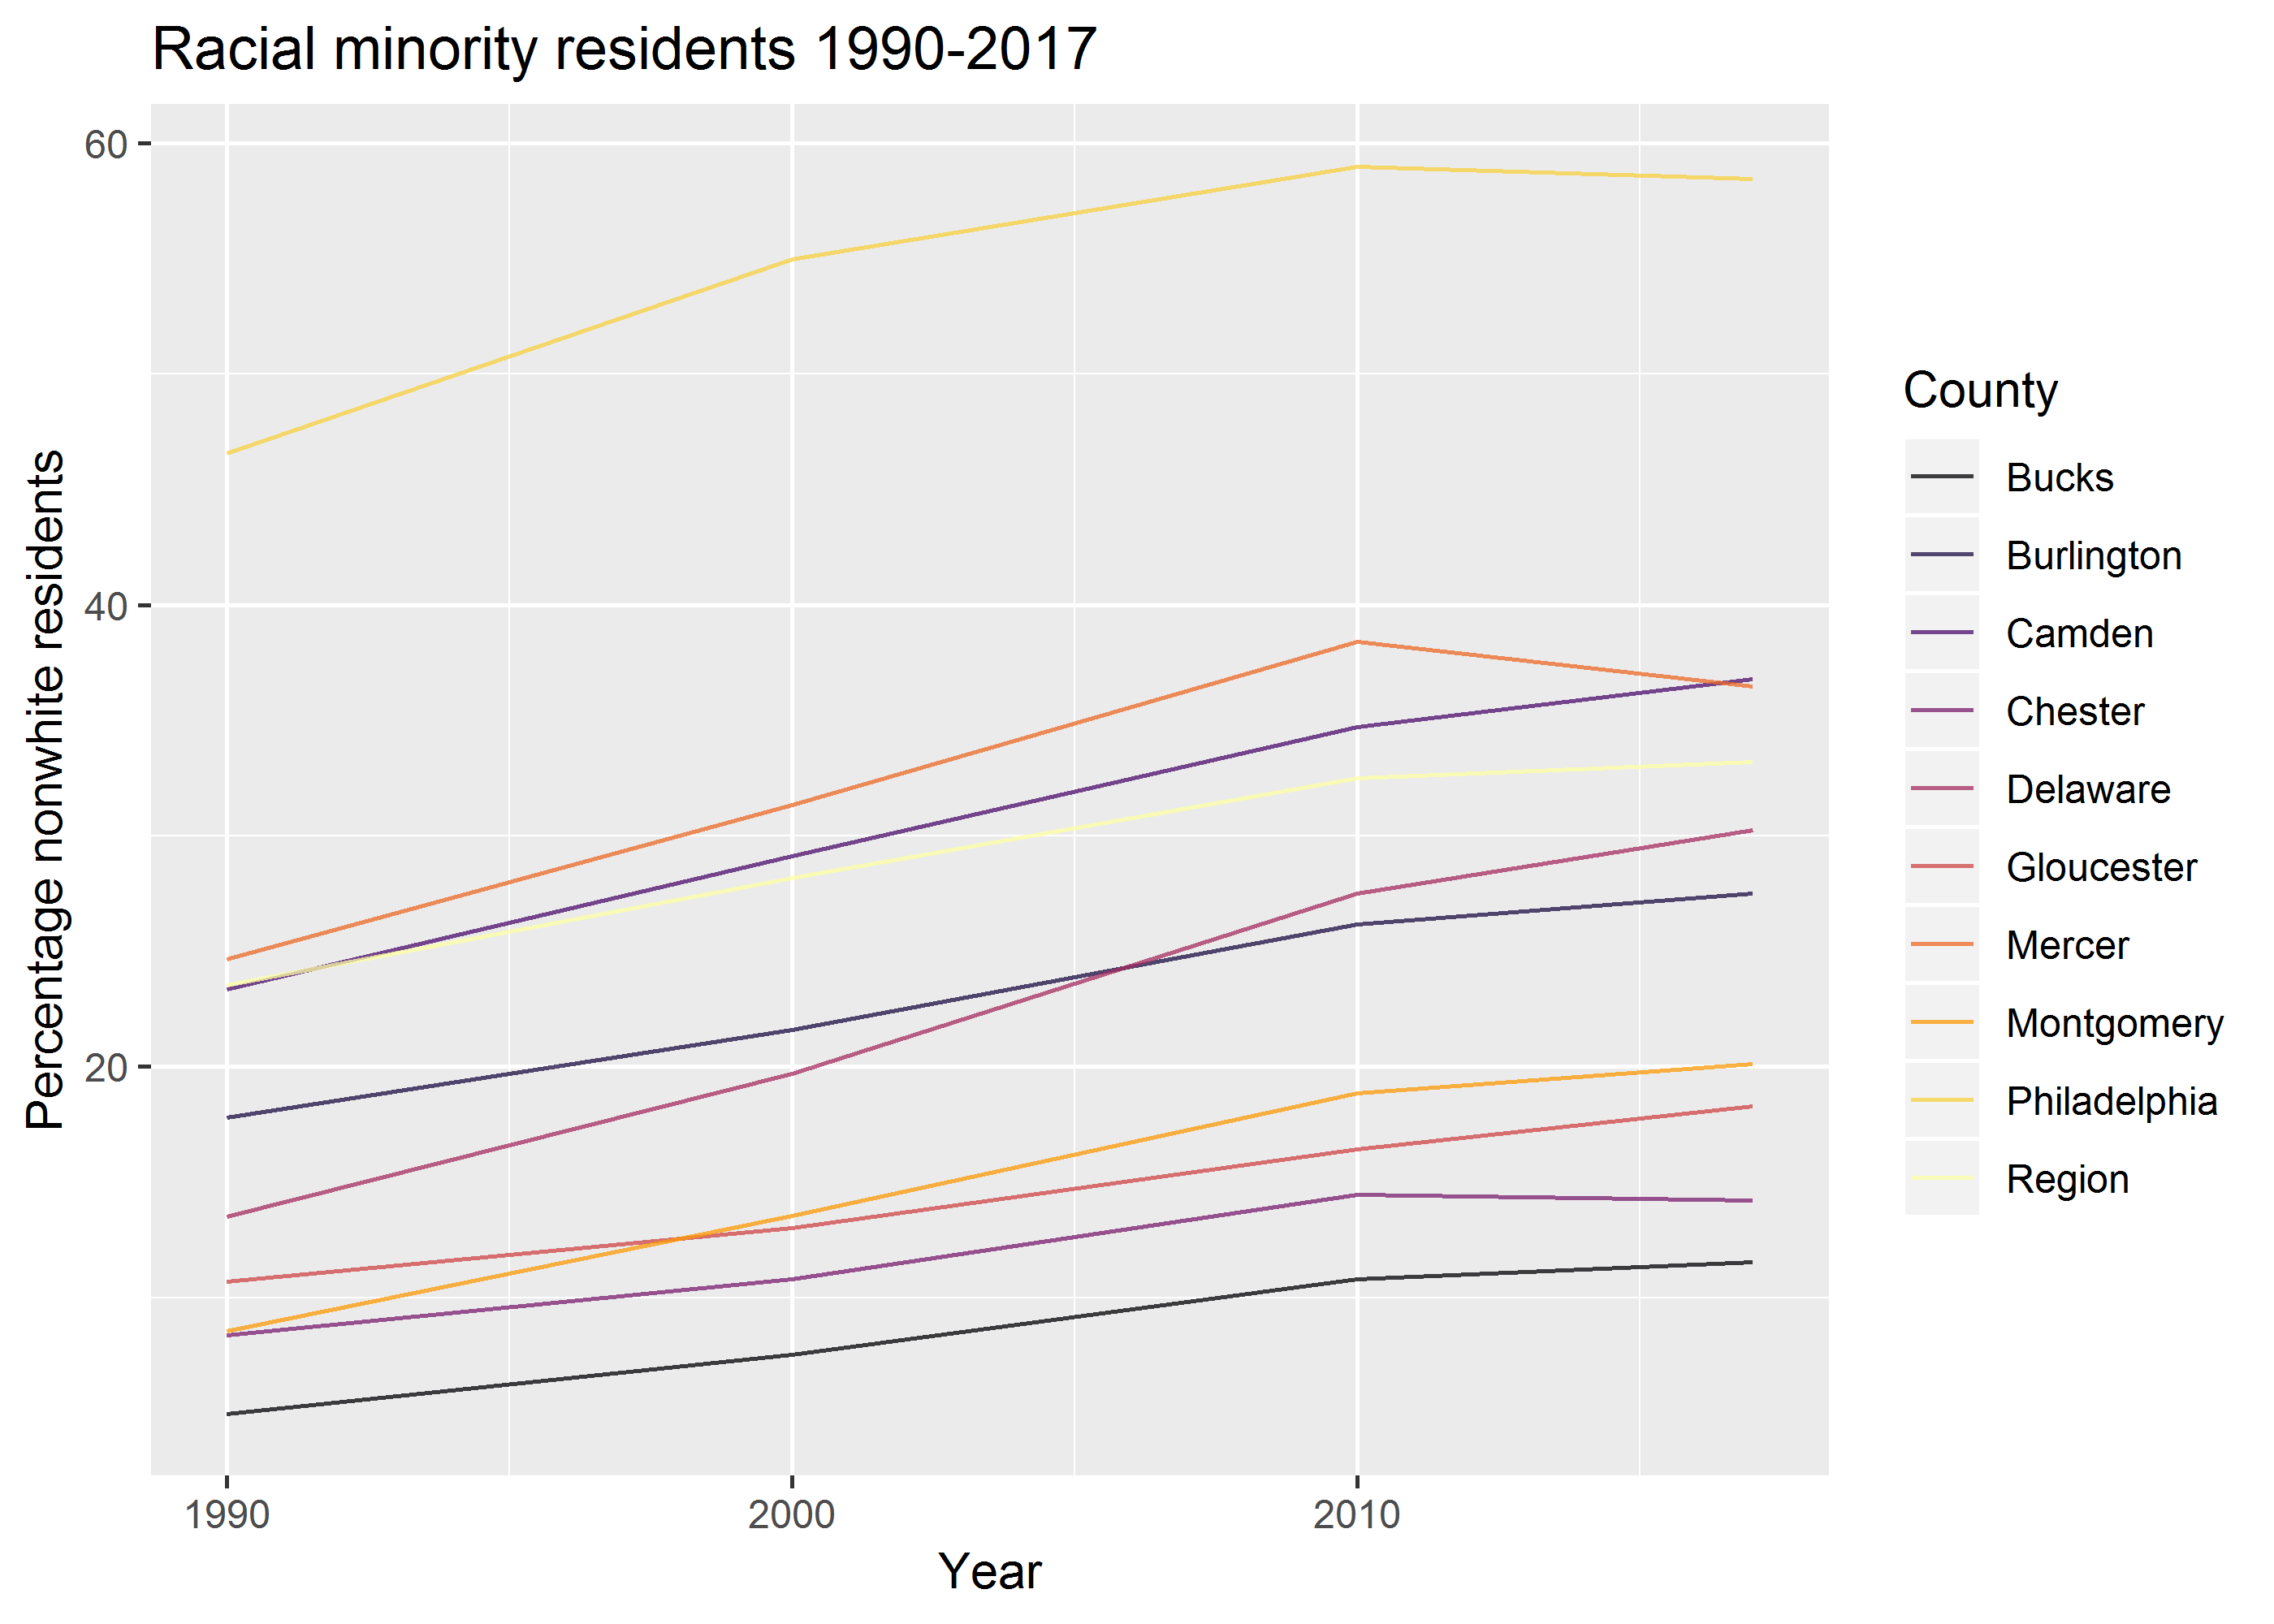 Racial minority residents 1990-2017
60
40
20
Percentage nonwhite residents
1990
2000
2010
Year
County
Bucks
Burlington
Camden
Chester
Delaware
Gloucester
Mercer
Montgomery
Philadelphia
Region